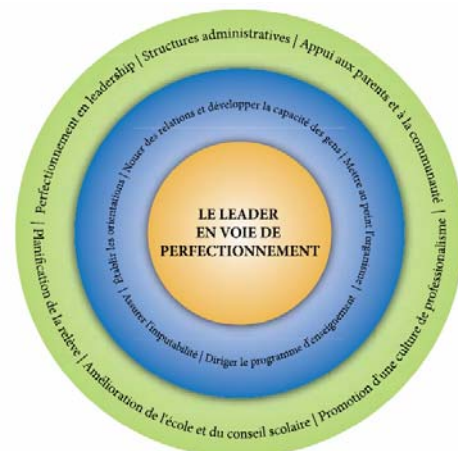 Perfectionnement en leadership | Structures administratives | Appui aux parents et à la communauté | Promotion d'une culture de professionalisme | Amélioration de l'école et du conseil scolaire | Planification de la relève |
Établir les orientations | Nouer des relations et développer la capacité des gens | Mettre au point l'organisme | Diriger le programme d'enseignement | Assurer l'imputabilité |
LE LEADER
EN VOIE DE
PERFECTIONNEMENT